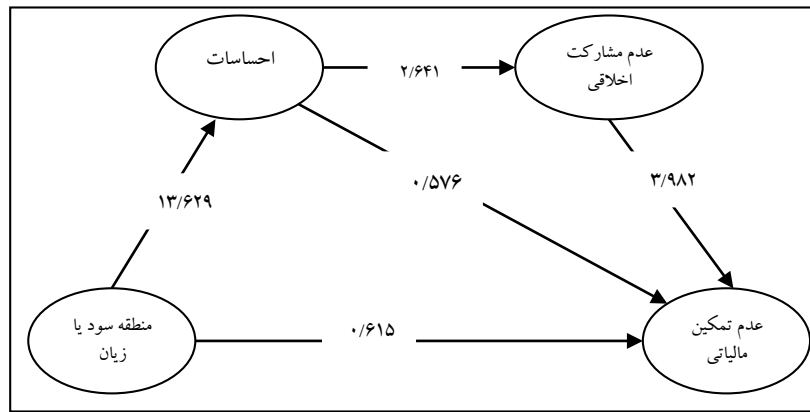 احساسات
۲/۶۴۱
عدم مشارکت
اخلاقی
۱۳/۶۲۹
۰/۵۷۶
۳/۹۸۲
منطقه سود یا
زیان
۰/۶۱۵
عدم تمکین
مالیاتی